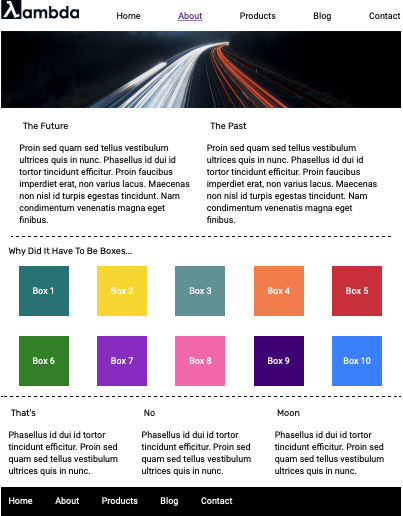 λambda
Home About Products Blog Contact
The Future
Proin sed quam sed tellus vestibulum
ultrices quis in nunc. Phasellus id dui id
tortor tincidunt efficitur. Proin faucibus
imperdiet erat, non varius lacus. Maecenas
non nisl id turpis egestas tincidunt. Nam
condimentum venenatis magna eget
finibus.
The Past
Proin sed quam sed tellus vestibulum
ultrices quis in nunc. Phasellus id dui id
tortor tincidunt efficitur. Proin faucibus
imperdiet erat, non varius lacus. Maecenas
non nisl id turpis egestas tincidunt. Nam
condimentum venenatis magna eget
finibus.
Why Did It Have To Be Boxes...
Box 1 Box 2 Box 3 Box 4 Box 5
Box 6 Box 7 Box 8 Box 9 Box 10
That's
Phasellus id dui id tortor
tincidunt efficitur. Proin sed
quam sed tellus vestibulum
ultrices quis in nunc.
No
Phasellus id dui id tortor
tincidunt efficitur. Proin sed
quam sed tellus vestibulum
ultrices quis in nunc.
Moon
Phasellus id dui id tortor
tincidunt efficitur. Proin sed
quam sed tellus vestibulum
ultrices quis in nunc.
Home About Products Blog Contact